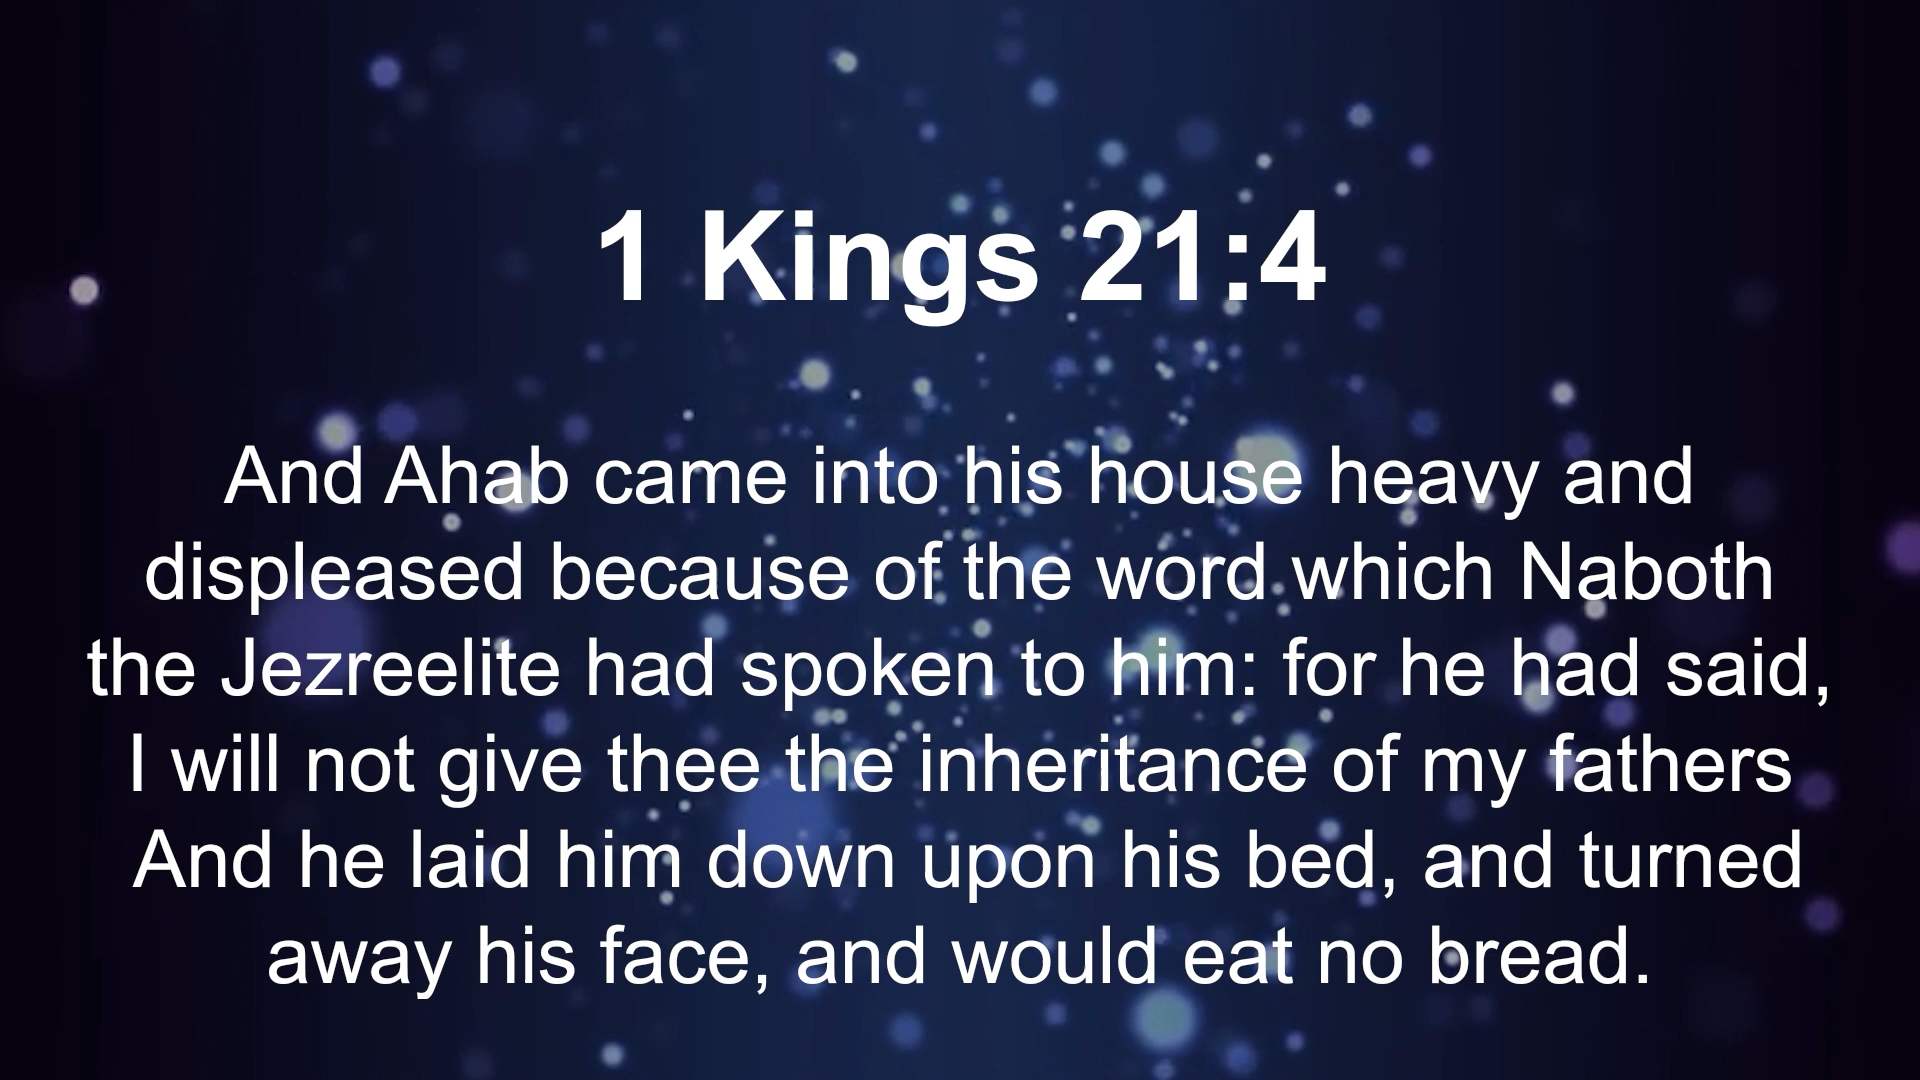 1 Kings 21:4
And Ahab came into his house heavy and
displeased because of the word which Naboth
the Jezreelite had spoken to him: for he had said,
I will not give thee the inheritance of my fathers
And he laid him down upon his bed, and turned
away his face, and would eat no bread.